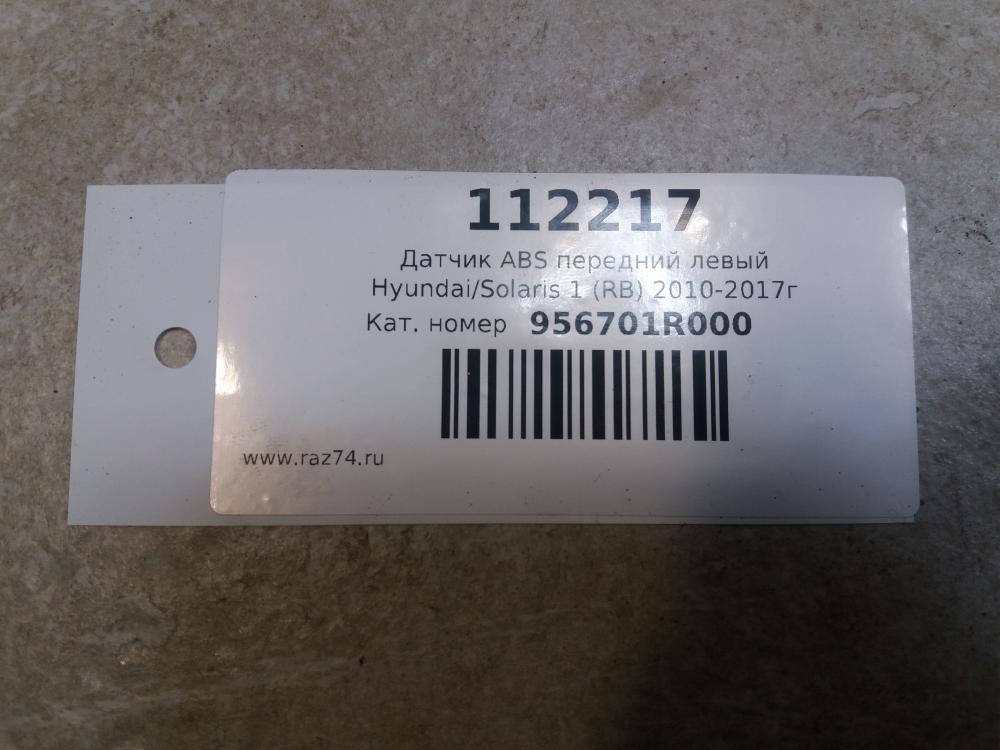 112217
Датчик ABS передний левый
Hyundai/Solaris 1 (RB) 2010-2017г
Кат. номер 956701R000
www.raz74.ru